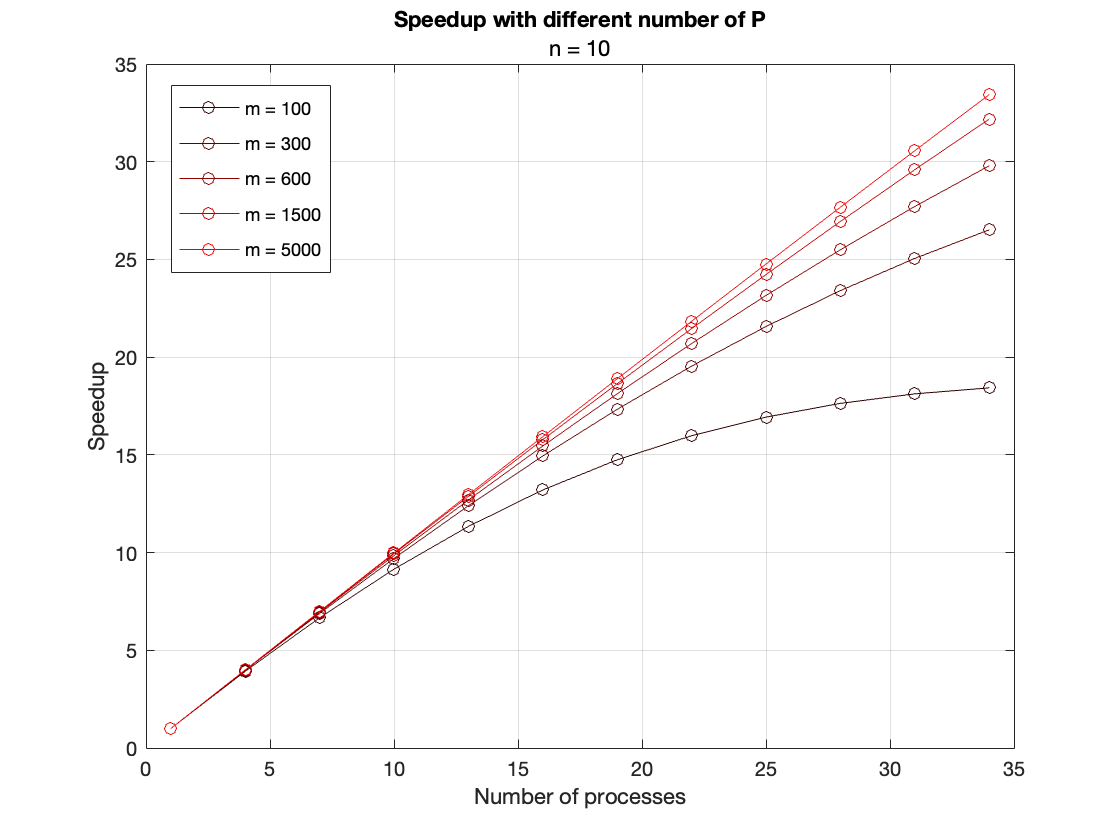 Speedup with different number of P
n = 10
35
30
25
20
15
10
5
0
m = 100
m = 300
m = 600
m = 1500
m = 5000
Speedup
0 5 10 15 20 25 30 35
Number of processes